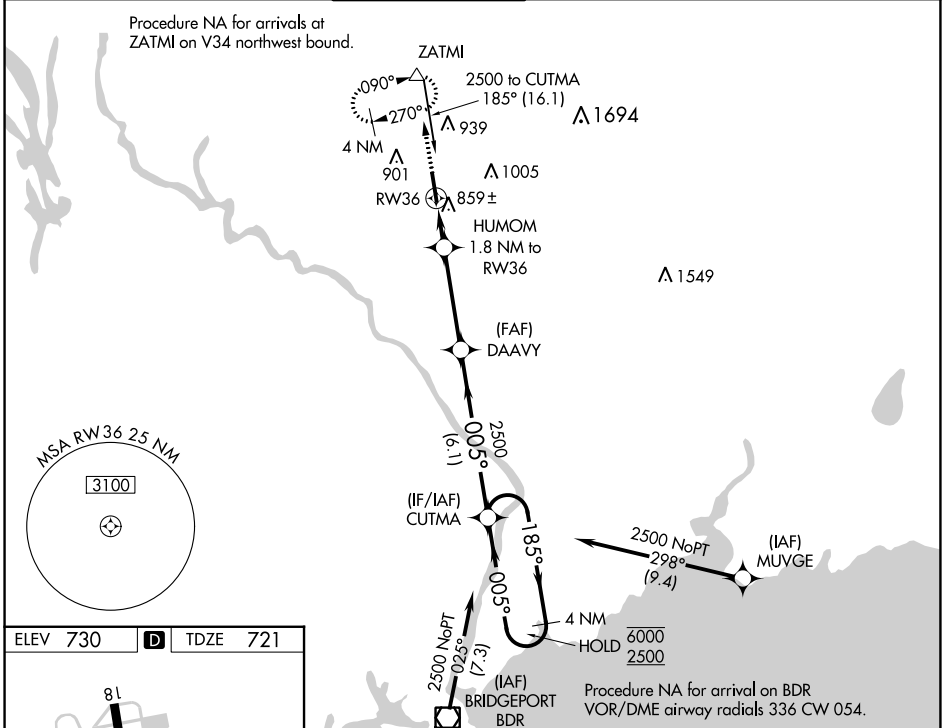 Procedure NA for arrivals at
ZATMI on V34 northwest bound.
ZATMI
090°
270°
4 NM
2500 to CUTMA
185° (16.1)
939
1694
901
1005
RW36
859±
HUMOM
1.8 NM to
RW36
1549
(FAF)
DAAVY
2500
005°
(6.1)
MSA RW36 25 NM
3100
(IF/IAF)
CUTMA
185°
005°
2500 NoPT
298°
(9.4)
(IAF)
MUVGE
4 NM
HOLD 6000
2500
2500 NoPT
025°
(7.3)
(IAF)
BRIDGEPORT
BDR
Procedure NA for arrival on BDR
VOR/DME airway radials 336 CW 054.
ELEV 730 D TDZE 721
18